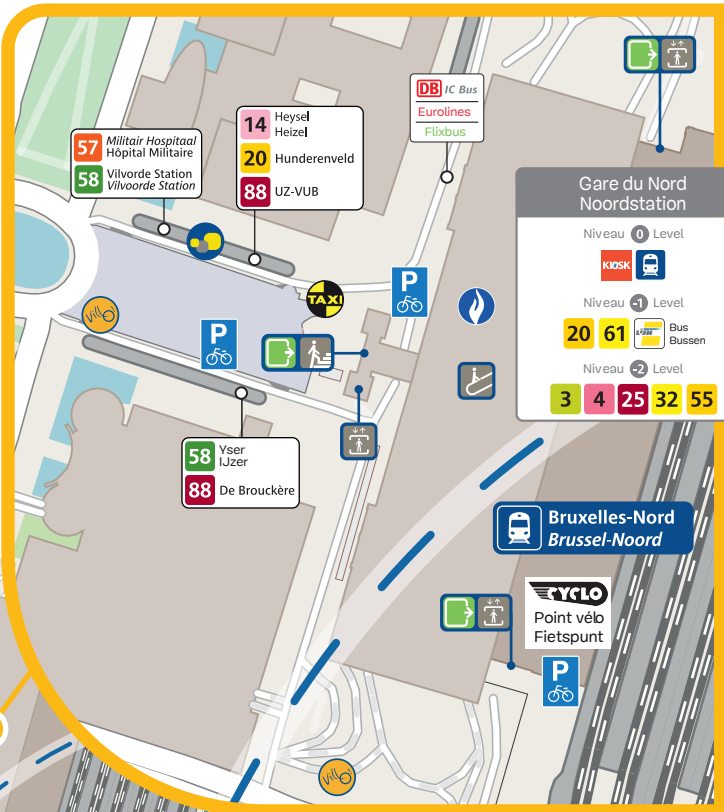 DB IC Bus
Eurolines
Flixbus
14 Heysel
Heizel
20 Hunderenveld
88 UZ-VUB
57 Militair Hospitaal
Hôpital Militaire
58 Vilvorde Station
Vilvoorde Station
Gare du Nord
Noordstation
Niveau 0 Level
KIOSK
Niveau -1 Level
20 61 Bus
Bussen
Niveau -2 Level
3 4 25 32 55
TAXI
P
Villo!
P
58 Yser
IJzer
88 De Brouckère
Bruxelles-Nord
Brussel-Noord
CYCLO
Point vélo
Fietspunt
P
Villo!